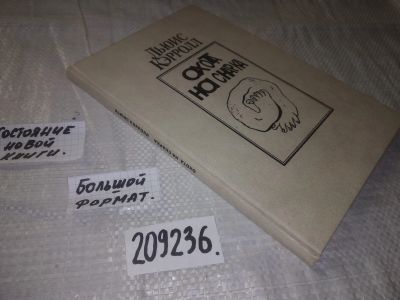 ЛЬЮИС
КЭРРОЛЛ
ОХОТА
НА
СНАРКА
СОСТОЯНИЕ
НОВОЙ
КНИГИ.
БОЛЬШОЙ
ФОРМАТ.
209236.